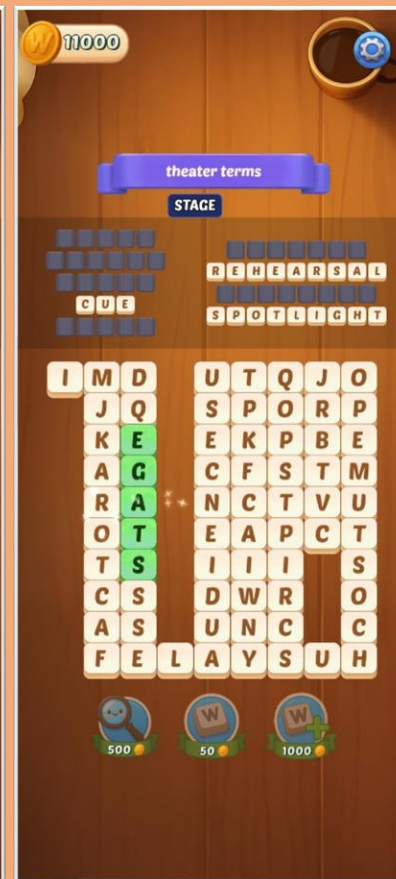 W 11000
theater terms
STAGE
CUE
REHEARSAL
SPOTLIGHT
I M D U T Q J O
J Q S P O R P
K E E K P B E
A G C F S T M
R A N C T V U
O T E A P C T
T S I I I S
C S D W R O
A S U N C C
F E L A Y S U H
W W
500 50 1000